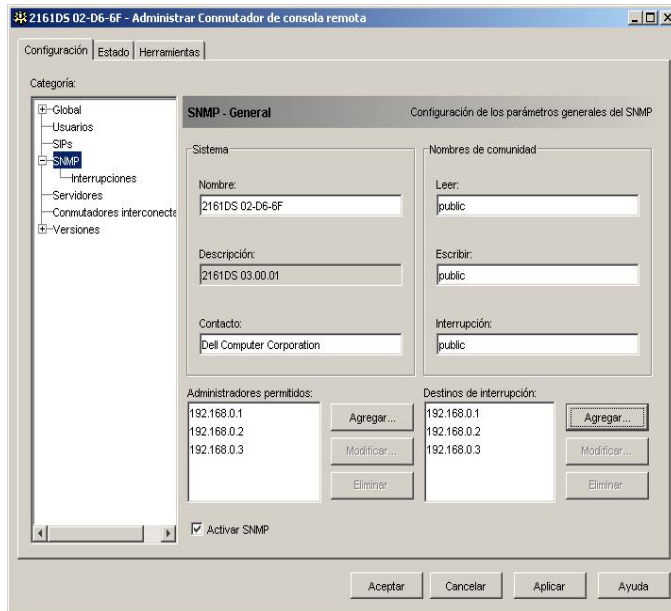 2161DS 02-D6-6F - Administrar Conmutador de consola remota
Configuración
Estado
Herramientas
Categoría:
Global
Usuarios
SIPs
SNMP
Interrupciones
Servidores
Conmutadores interconecta
Versiones
SNMP - General
Configuración de los parámetros generales del SNMP
Sistema
Nombre:
2161DS 02-D6-6F
Descripción:
2161DS 03.00.01
Contacto:
Dell Computer Corporation
Nombres de comunidad
Leer:
public
Escribir:
public
Interrupción:
public
Administradores permitidos:
192.168.0.1
192.168.0.2
192.168.0.3
Agregar...
Modificar...
Eliminar
Destinos de interrupción:
192.168.0.1
192.168.0.2
192.168.0.3
Agregar...
Modificar...
Eliminar
Activar SNMP
Aceptar
Cancelar
Aplicar
Ayuda